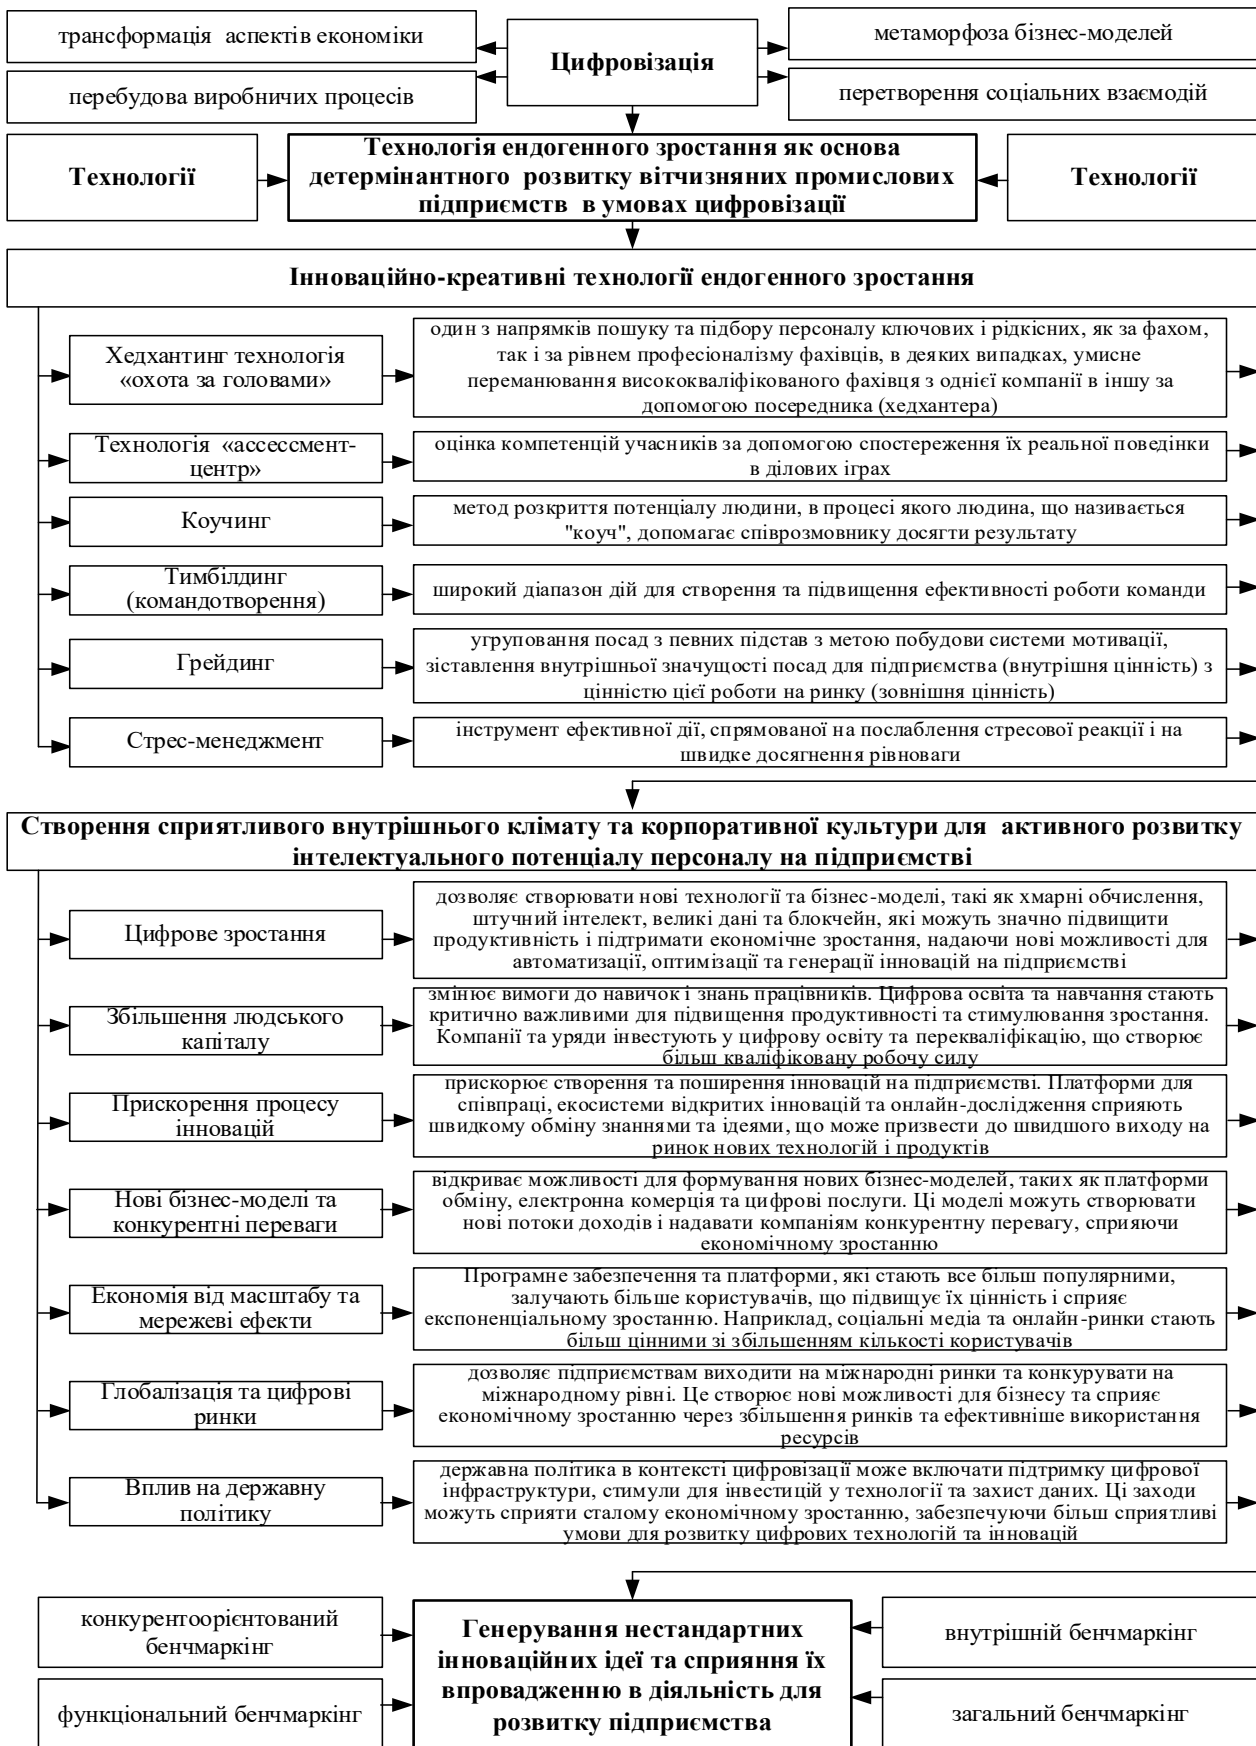 трансформація аспектів економіки
Цифровізація
метаморфоза бізнес-моделей
перебудова виробничих процесів
перетворення соціальних взаємодій
Технології
Технологія ендогенного зростання як основа
детермінантного розвитку вітчизняних промислових
підприємств в умовах цифровізації
Технології
Інноваційно-креативні технології ендогенного зростання
Хедхантинг технологія
«охота за головами»
один з напрямків пошуку та підбору персоналу ключових і рідкісних, як за фахом,
так і за рівнем професіоналізму фахівців, в деяких випадках, умисне
переманювання висококваліфікованого фахівця з однієї компанії в іншу за
допомогою посередника (хедхантера)
Технологія «ассессмент-
центр»
оцінка компетенцій учасників за допомогою спостереження їх реальної поведінки
в ділових іграх
Коучинг
метод розкриття потенціалу людини, в процесі якого людина, що називається
"коуч", допомагає співрозмовнику досягти результату
Тимбілдинг
(командотворення)
широкий діапазон дій для створення та підвищення ефективності роботи команди
Грейдинг
угруповання посад з певних підстав з метою побудови системи мотивації,
зіставлення внутрішньої значущості посад для підприємства (внутрішня цінність) з
цінністю цієї роботи на ринку (зовнішня цінність)
Стрес-менеджмент
інструмент ефективної дії, спрямованої на послаблення стресової реакції і на
швидке досягнення рівноваги
Створення сприятливого внутрішнього клімату та корпоративної культури для активного розвитку
інтелектуального потенціалу персоналу на підприємстві
Цифрове зростання
дозволяє створювати нові технології та бізнес-моделі, такі як хмарні обчислення,
штучний інтелект, великі дані та блокчейн, які можуть значно підвищити
продуктивність і підтримати економічне зростання, надаючи нові можливості для
автоматизації, оптимізації та генерації інновацій на підприємстві
Збільшення людського
капіталу
змінює вимоги до навичок і знань працівників. Цифрова освіта та навчання стають
критично важливими для підвищення продуктивності та стимулювання зростання.
Компанії та уряди інвестують у цифрову освіту та перекваліфікацію, що створює
більш кваліфіковану робочу силу
Прискорення процесу
інновацій
прискорює створення та поширення інновацій на підприємстві. Платформи для
співпраці, екосистеми відкритих інновацій та онлайн-дослідження сприяють
швидкому обміну знаннями та ідеями, що може призвести до швидшого виходу на
ринок нових технологій і продуктів
Нові бізнес-моделі та
конкурентні переваги
відкриває можливості для формування нових бізнес-моделей, таких як платформи
обміну, електронна комерція та цифрові послуги. Ці моделі можуть створювати
нові потоки доходів і надавати компаніям конкурентну перевагу, сприяючи
економічному зростанню
Економія від масштабу та
мережеві ефекти
Програмне забезпечення та платформи, які стають все більш популярними,
залучають більше користувачів, що підвищує їх цінність і сприяє
експоненціальному зростанню. Наприклад, соціальні медіа та онлайн-ринки стають
більш цінними зі збільшенням кількості користувачів
Глобалізація та цифрові
ринки
дозволяє підприємствам виходити на міжнародні ринки та конкурувати на
міжнародному рівні. Це створює нові можливості для бізнесу та сприяє
економічному зростанню через збільшення ринків та ефективніше використання
ресурсів
Вплив на державну
політику
державна політика в контексті цифровізації може включати підтримку цифрової
інфраструктури, стимули для інвестицій у технології та захист даних. Ці заходи
можуть сприяти сталому економічному зростанню, забезпечуючи більш сприятливі
умови для розвитку цифрових технологій та інновацій
конкурентоорієнтований
бенчмаркінг
Генерування нестандартних
інноваційних ідеї та сприяння їх
впровадженню в діяльність для
розвитку підприємства
внутрішній бенчмаркінг
функціональний бенчмаркінг
загальний бенчмаркінг